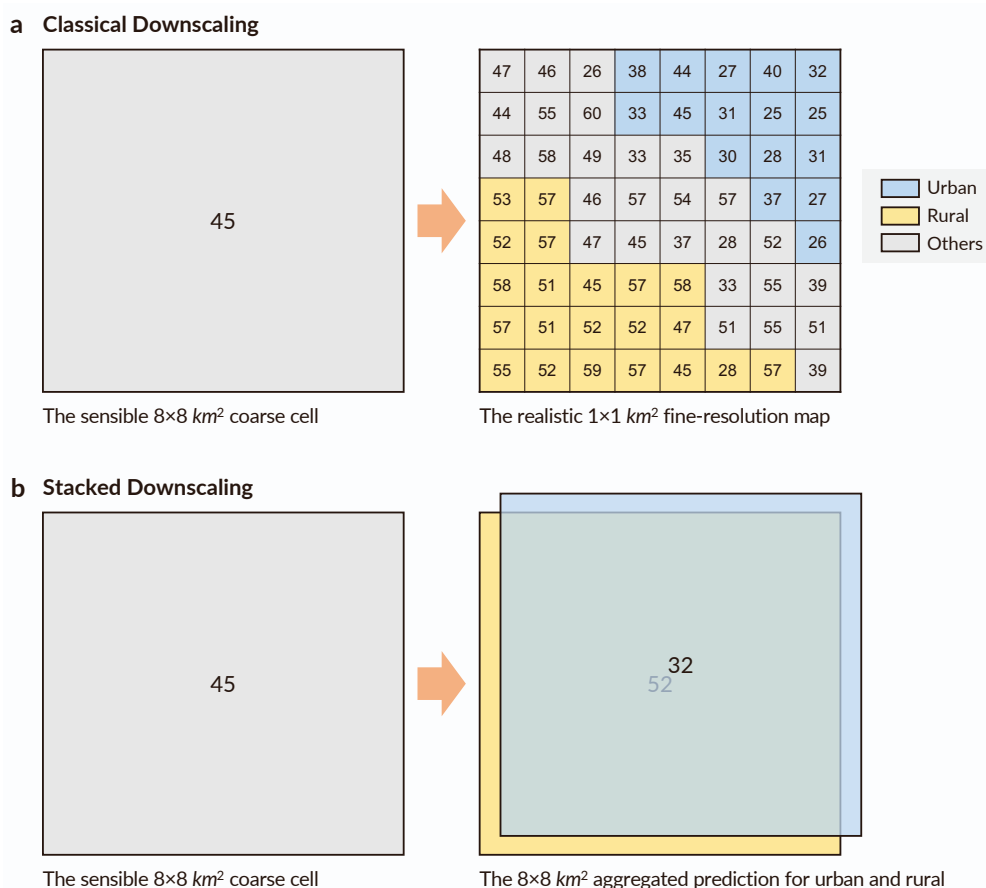 a Classical Downscaling
45
47 46 26 38 44 27 40 32
44 55 60 33 45 31 25 25
48 58 49 33 35 30 28 31
53 57 46 57 54 57 37 27
52 57 47 45 37 28 52 26
58 51 45 57 58 33 55 39
57 51 52 52 47 51 55 51
55 52 59 57 45 28 57 39
Urban
Rural
Others
The sensible 8×8 km² coarse cell
The realistic 1×1 km² fine-resolution map
b Stacked Downscaling
45
32
52
The sensible 8×8 km² coarse cell
The 8×8 km² aggregated prediction for urban and rural